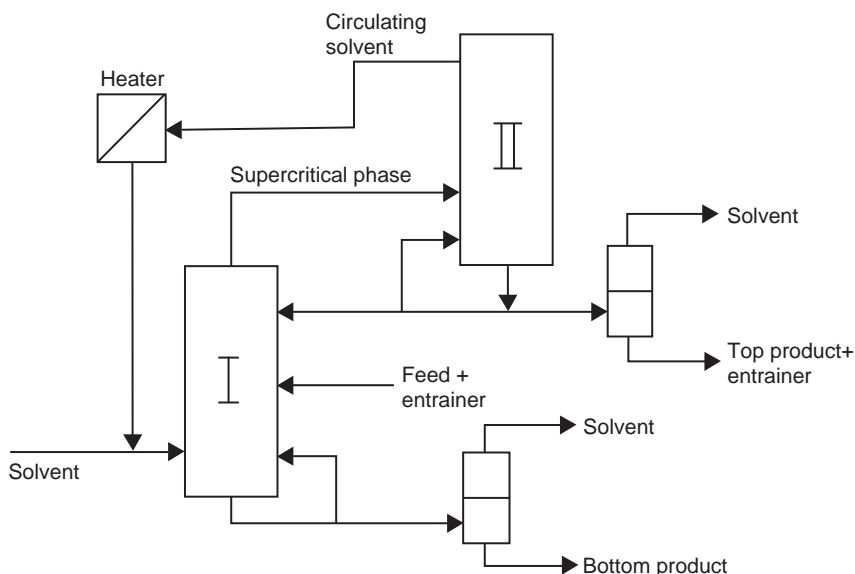 Circulating
solvent
Heater
II
Supercritical phase
Solvent
I
Top product+
entrainer
Feed +
entrainer
Solvent
Solvent
Bottom product